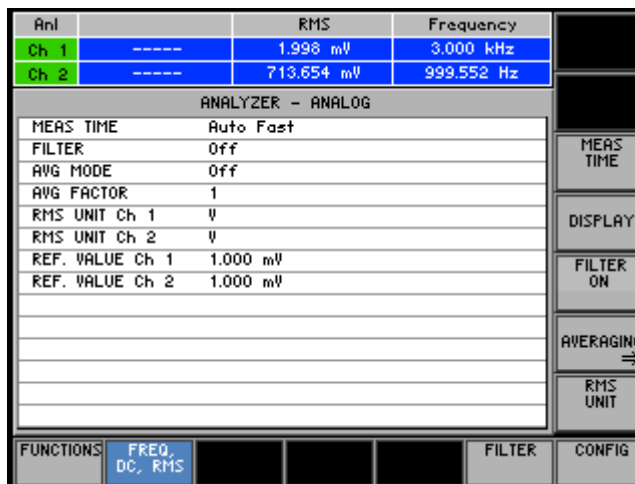 Anl RMS Frequency
Ch 1 ----- 1.998 mV 3.000 kHz
Ch 2 ----- 713.654 mV 999.552 Hz
ANALYZER - ANALOG
MEAS TIME Auto Fast
FILTER Off
AVG MODE Off
AVG FACTOR 1
RMS UNIT Ch 1 V
RMS UNIT Ch 2 V
REF. VALUE Ch 1 1.000 mV
REF. VALUE Ch 2 1.000 mV
MEAS
TIME
DISPLAY
FILTER
ON
AVERAGING
⇒
RMS
UNIT
FUNCTIONS
FREQ,
DC, RMS
FILTER
CONFIG